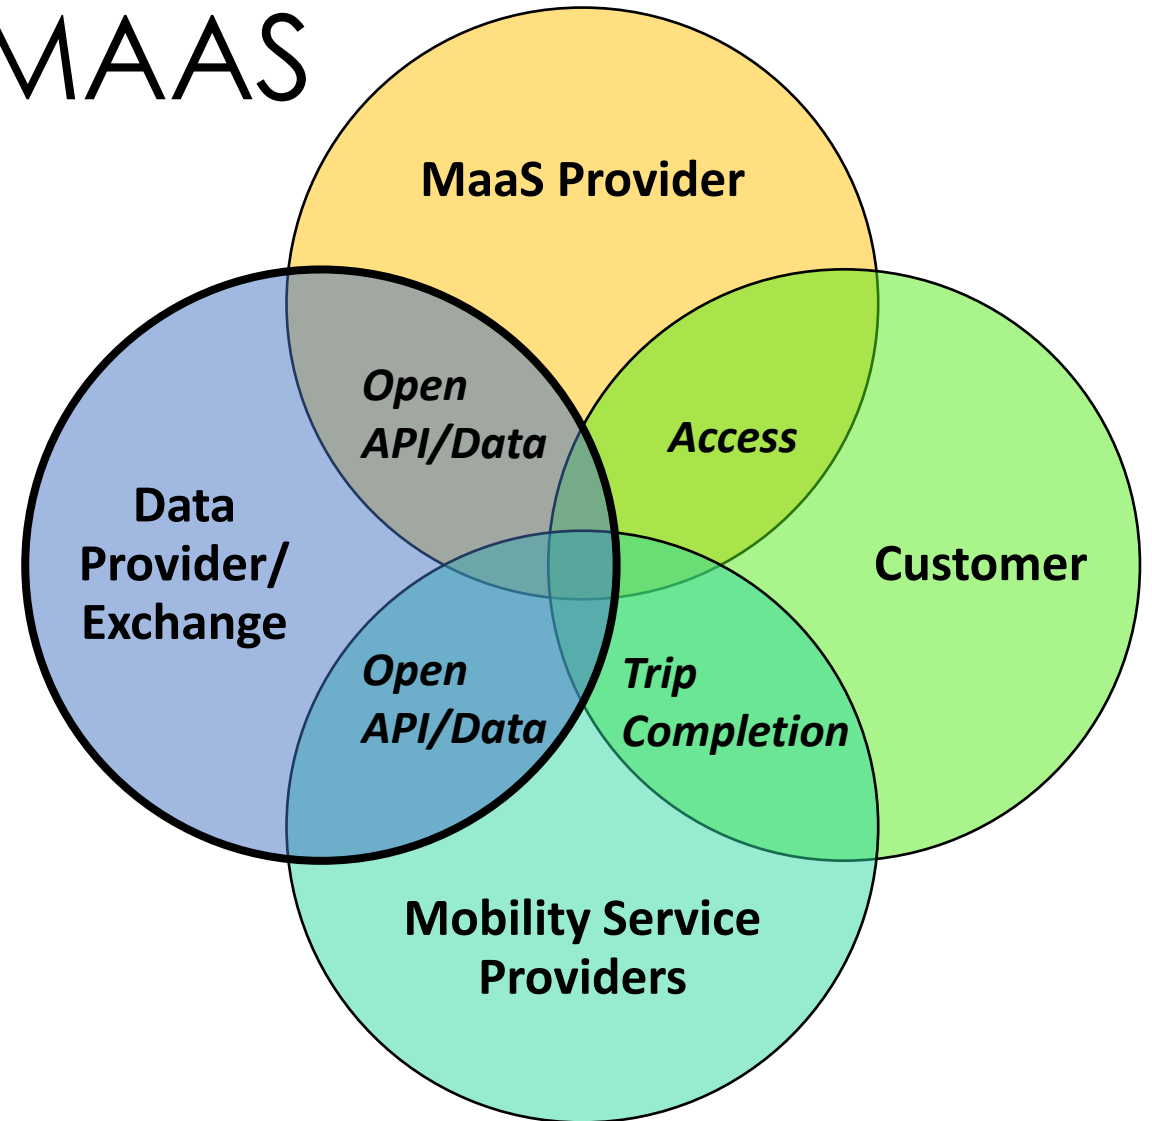 MAAS
MaaS Provider
Open
API/Data
Access
Data
Provider/
Exchange
Customer
Open
API/Data
Trip
Completion
Mobility Service
Providers